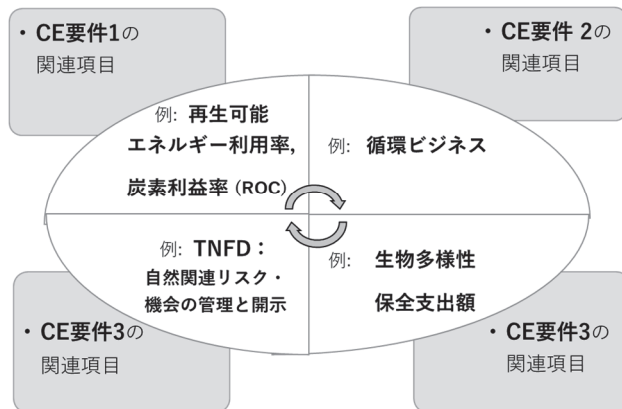 ・CE要件1の
関連項目
・CE要件 2の
関連項目
例: 再生可能
エネルギー利用率,
炭素利益率 (ROC)
例: 循環ビジネス
例: TNFD：
自然関連リスク・
機会の管理と開示
例: 生物多様性
保全支出額
・CE要件3の
関連項目
・CE要件3の
関連項目